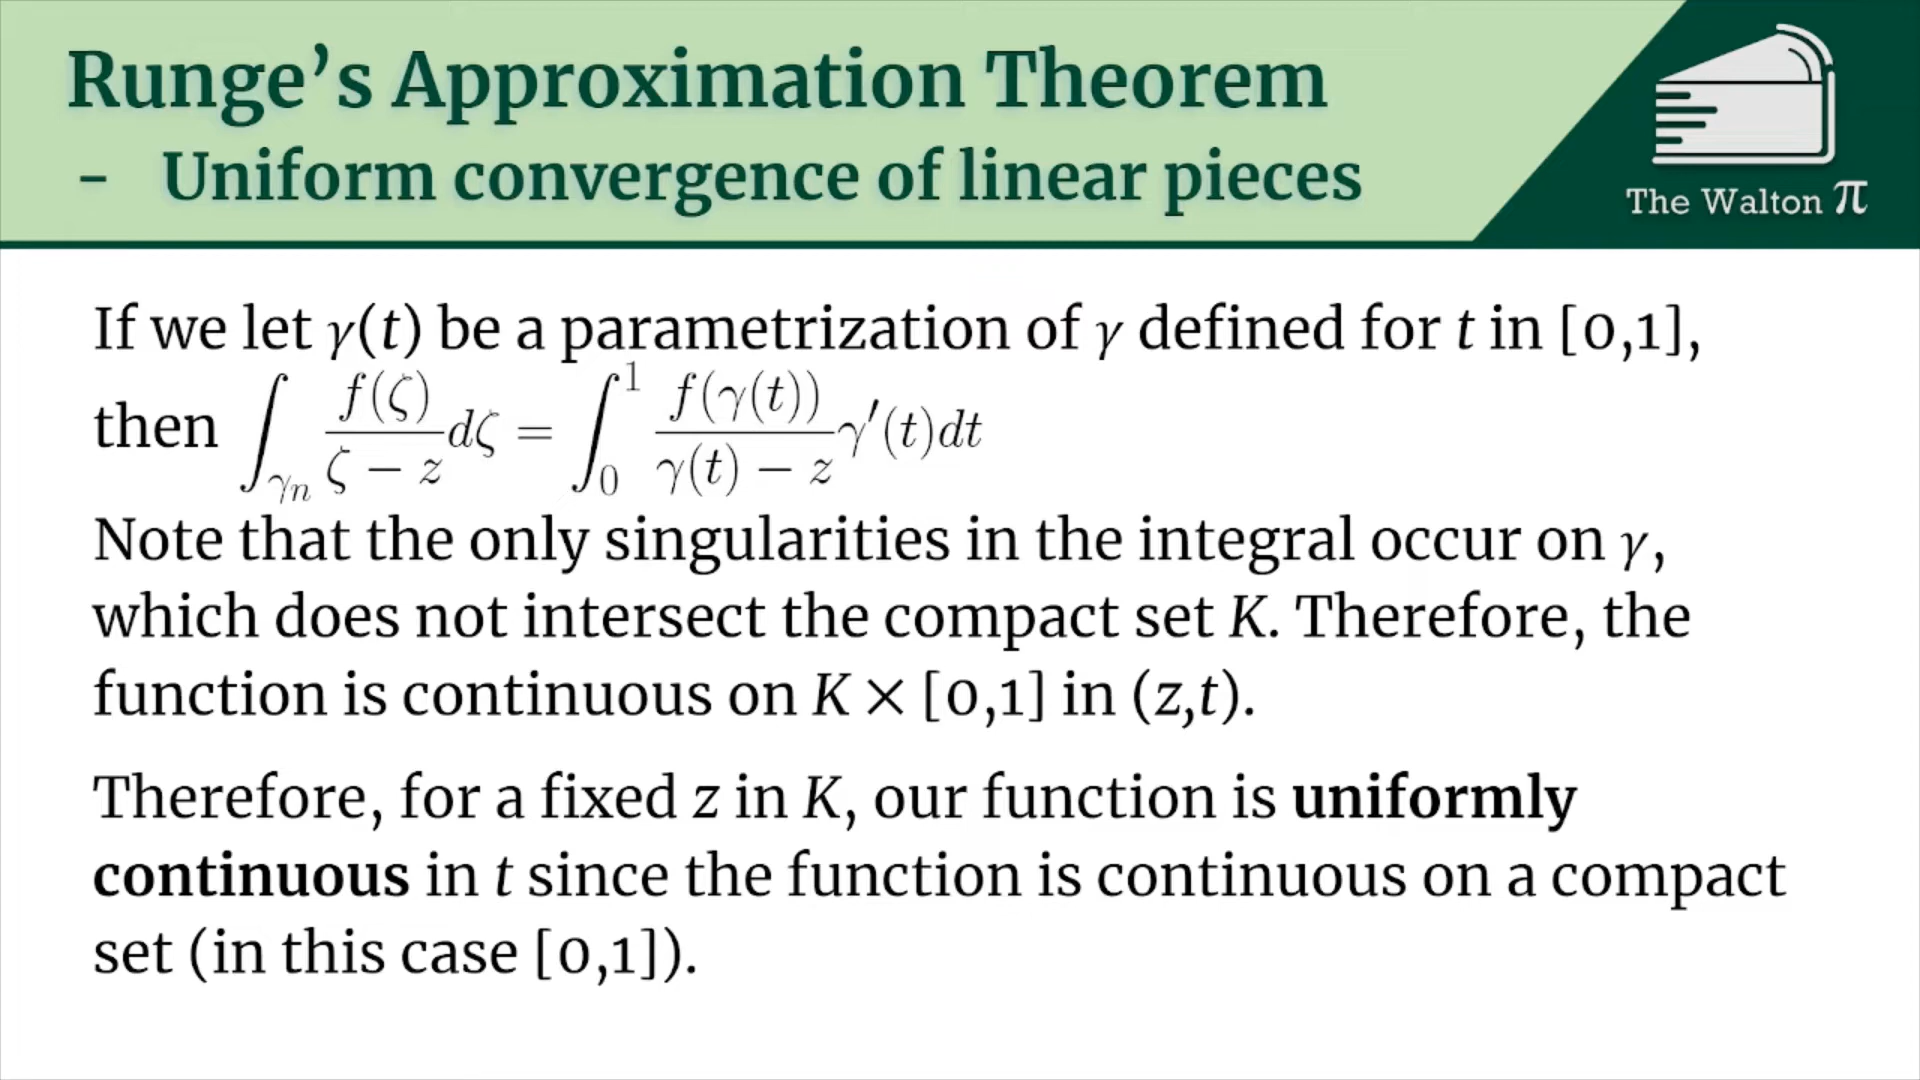 Runge’s Approximation Theorem
- Uniform convergence of linear pieces
The Walton π
If we let γ(t) be a parametrization of γ defined for t in [0,1],
then ∫_{γn} f(ζ)/(ζ − z) dζ = ∫_0^1 f(γ(t))/(γ(t) − z) γ′(t)dt
Note that the only singularities in the integral occur on γ,
which does not intersect the compact set K. Therefore, the
function is continuous on K × [0,1] in (z,t).
Therefore, for a fixed z in K, our function is uniformly
continuous in t since the function is continuous on a compact
set (in this case [0,1]).